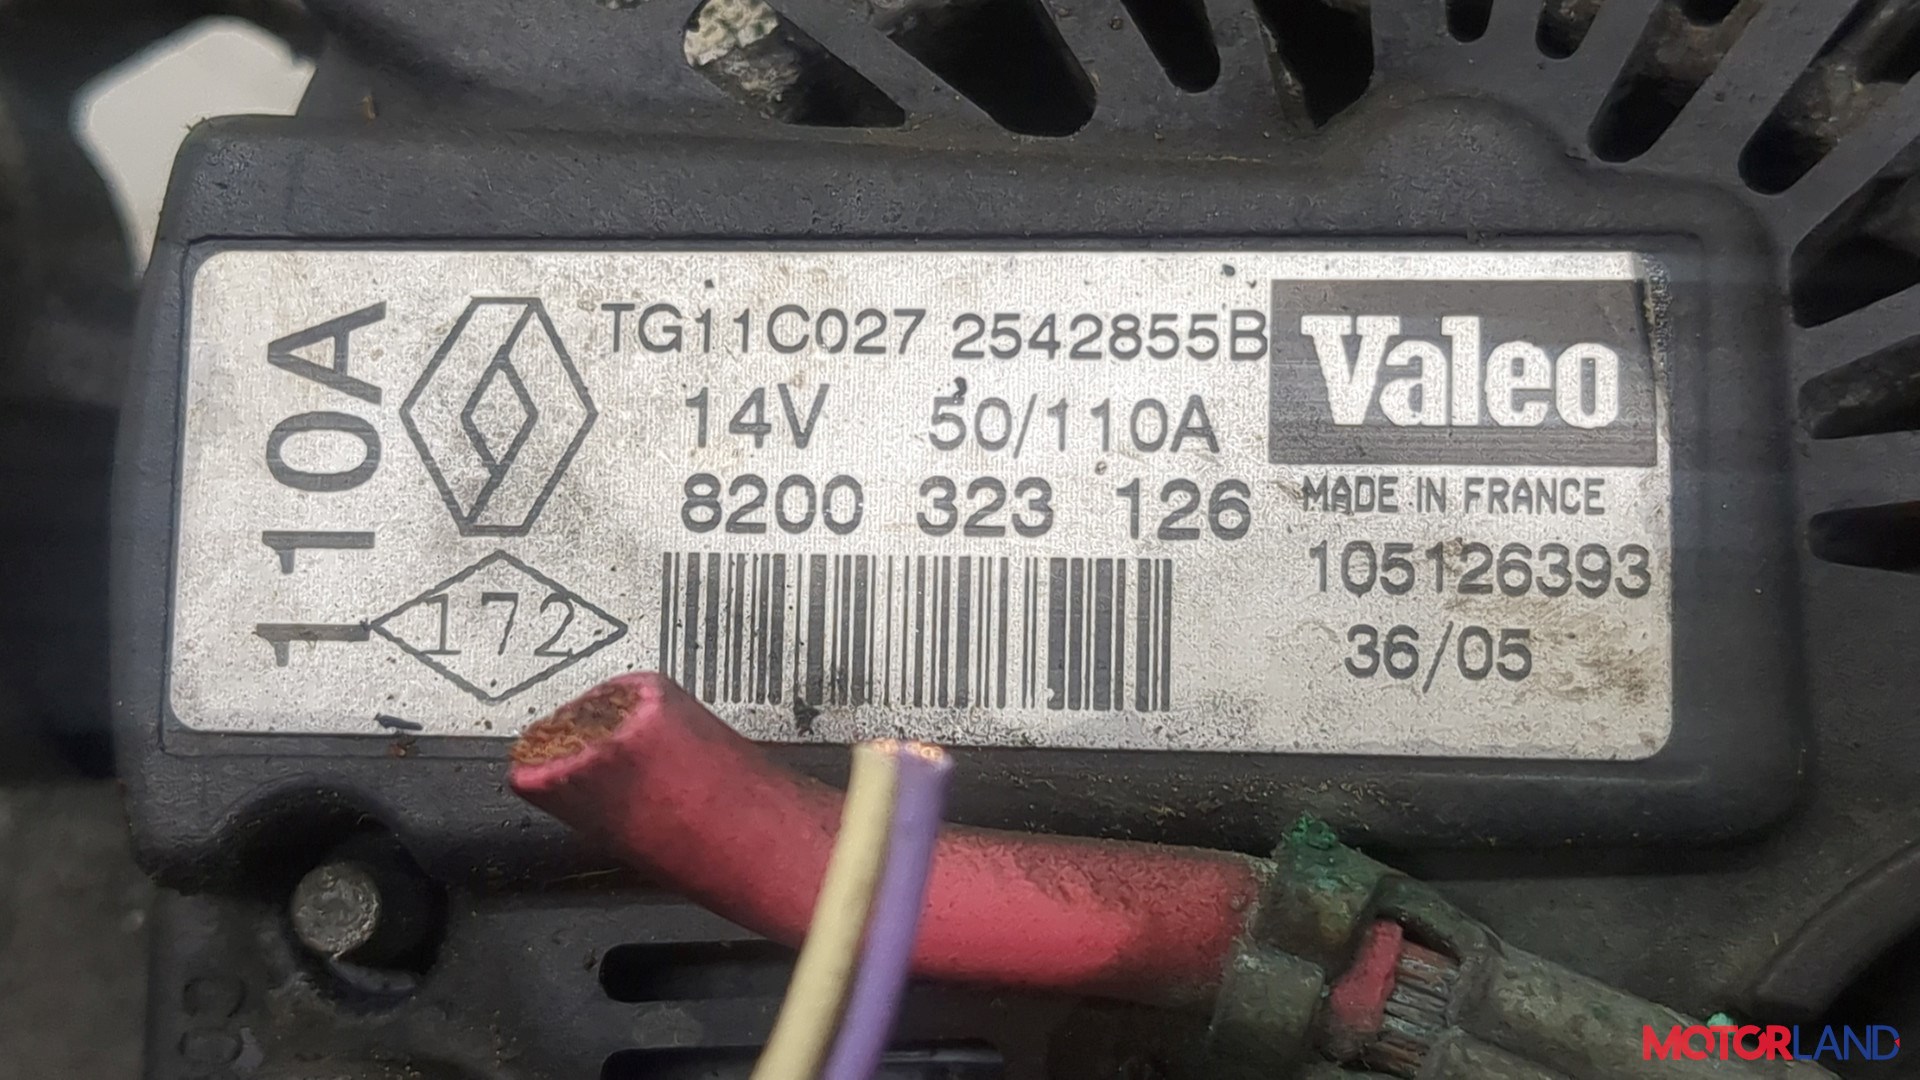 110A
TG11C027 2542855B
14V 50/110A
8200 323 126
172
Valeo
MADE IN FRANCE
105126393
36/05
MOTORLAND